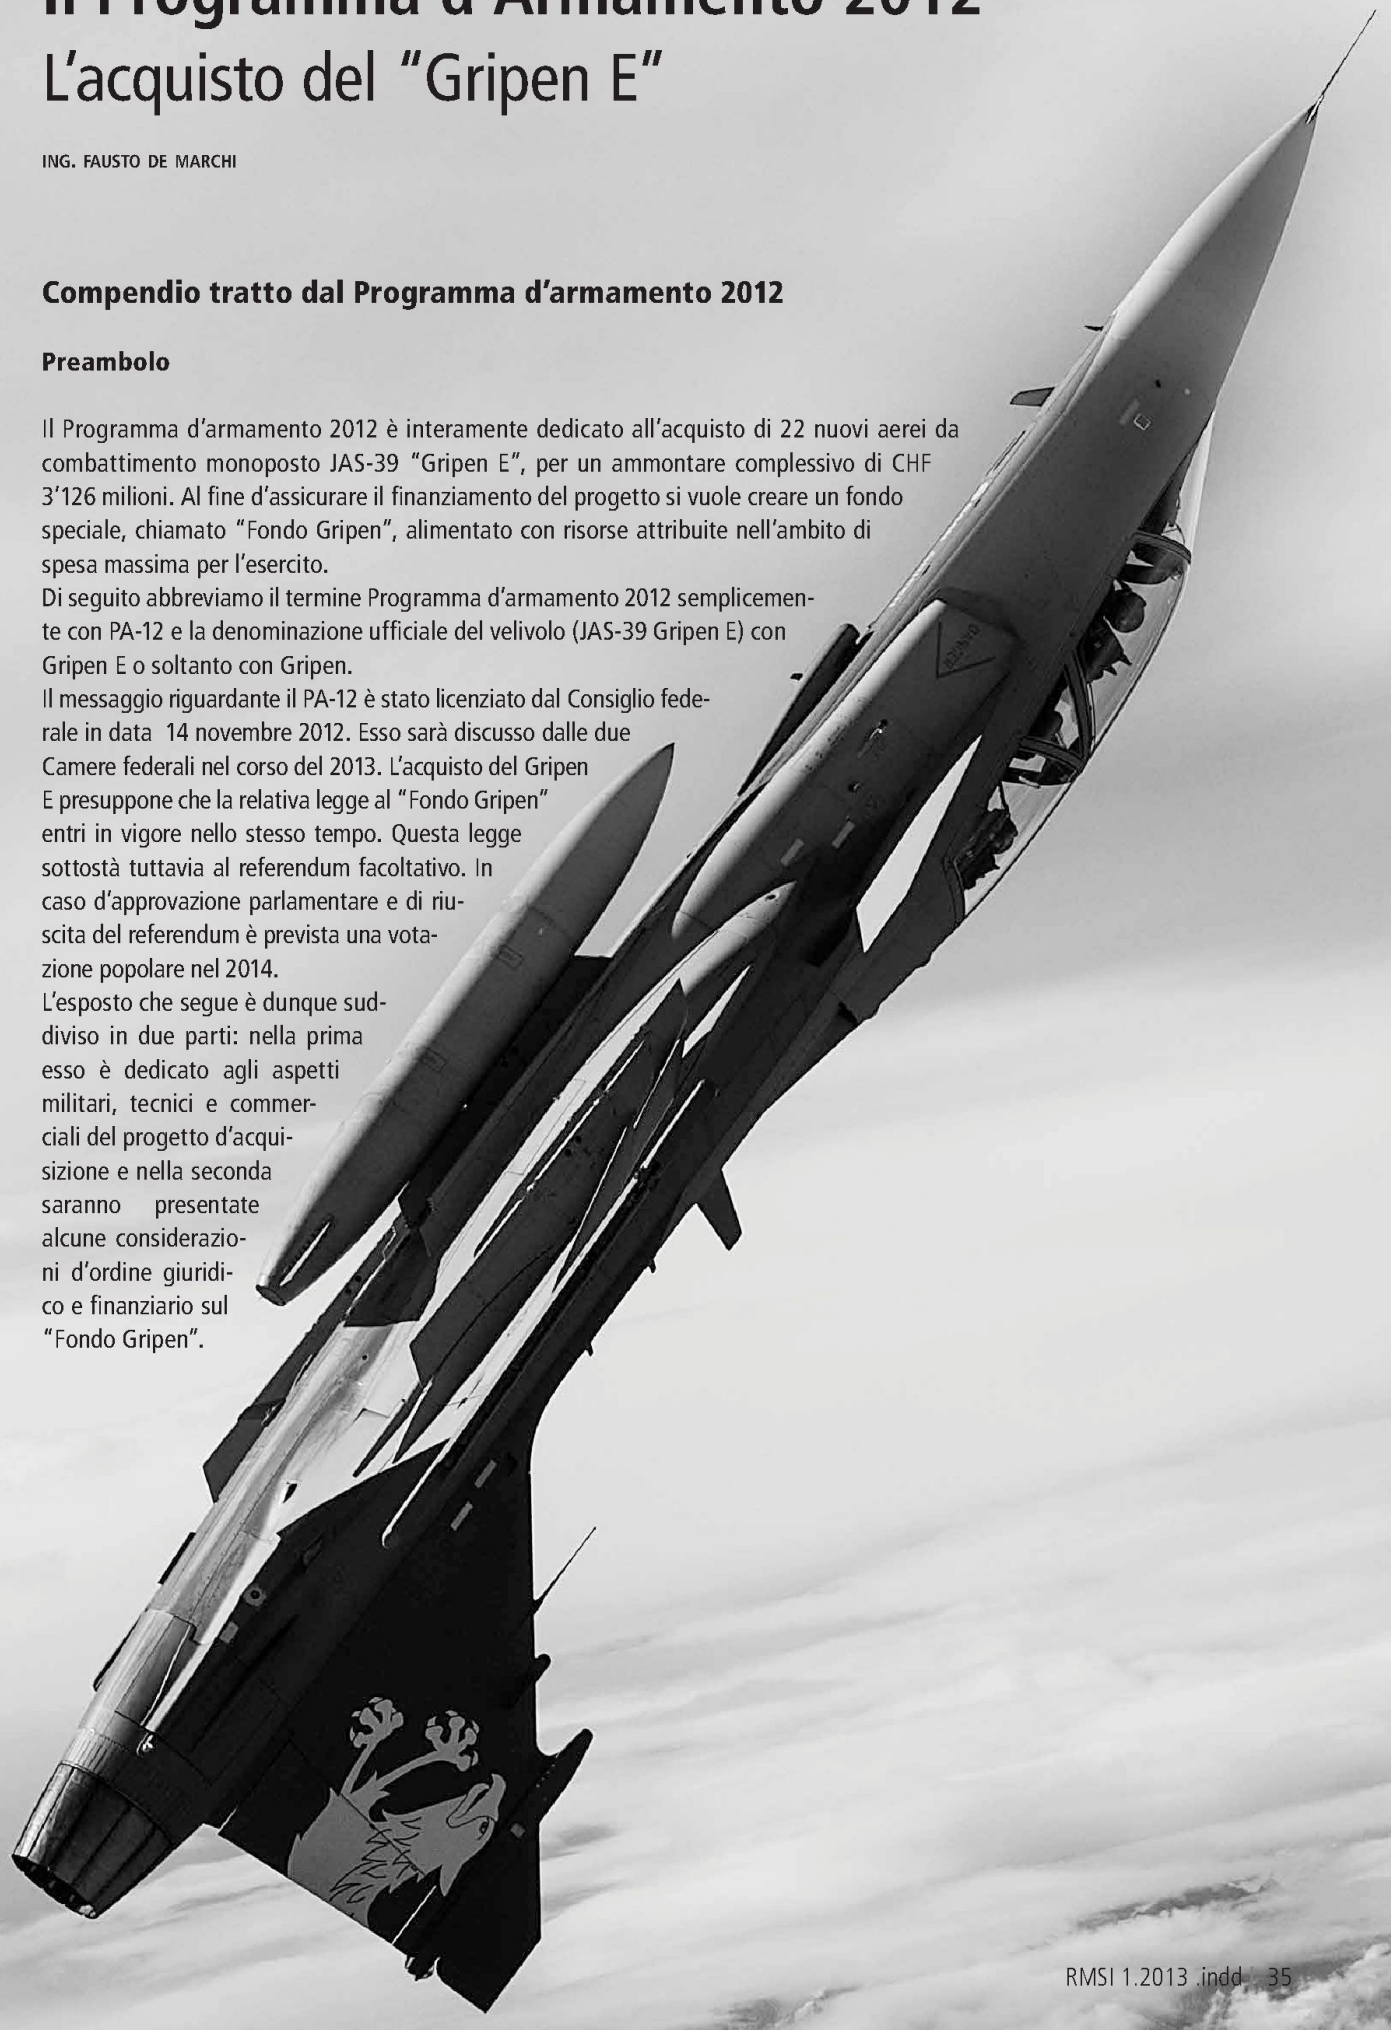 Il Programma d'Armamento 2012
L'acquisto del “Gripen E”
ING. FAUSTO DE MARCHI
Compendio tratto dal Programma d'armamento 2012
Preambolo
Il Programma d'armamento 2012 è interamente dedicato all'acquisto di 22 nuovi aerei da
combattimento monoposto JAS-39 “Gripen E”, per un ammontare complessivo di CHF
3'126 milioni. Al fine d'assicurare il finanziamento del progetto si vuole creare un fondo
speciale, chiamato “Fondo Gripen”, alimentato con risorse attribuite nell'ambito di
spesa massima per l'esercito.
Di seguito abbreviamo il termine Programma d'armamento 2012 semplicemen-
te con PA-12 e la denominazione ufficiale del velivolo (JAS-39 Gripen E) con
Gripen E o soltanto con Gripen.
Il messaggio riguardante il PA-12 è stato licenziato dal Consiglio fede-
rale in data 14 novembre 2012. Esso sarà discusso dalle due
Camere federali nel corso del 2013. L'acquisto del Gripen
E presuppone che la relativa legge al “Fondo Gripen”
entri in vigore nello stesso tempo. Questa legge
sottostà tuttavia al referendum facoltativo. In
caso d'approvazione parlamentare e di riu-
scita del referendum è prevista una vota-
zione popolare nel 2014.
L'esposto che segue è dunque sud-
diviso in due parti: nella prima
esso è dedicato agli aspetti
militari, tecnici e commer-
ciali del progetto d'acqui-
sizione e nella seconda
saranno presentate
alcune considerazio-
ni d'ordine giuridi-
co e finanziario sul
“Fondo Gripen”.
DANGER
RMSI 1.2013 .indd 35